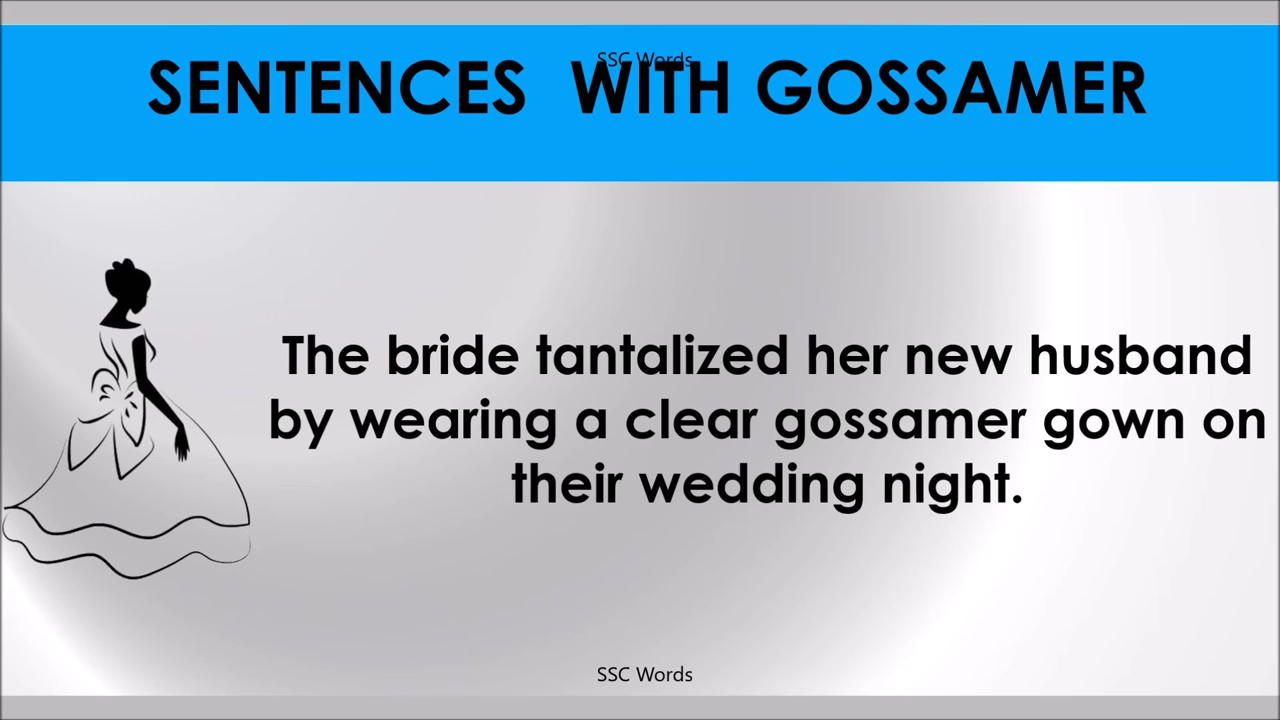 SSC Words
SENTENCES WITH GOSSAMER
The bride tantalized her new husband
by wearing a clear gossamer gown on
their wedding night.
SSC Words